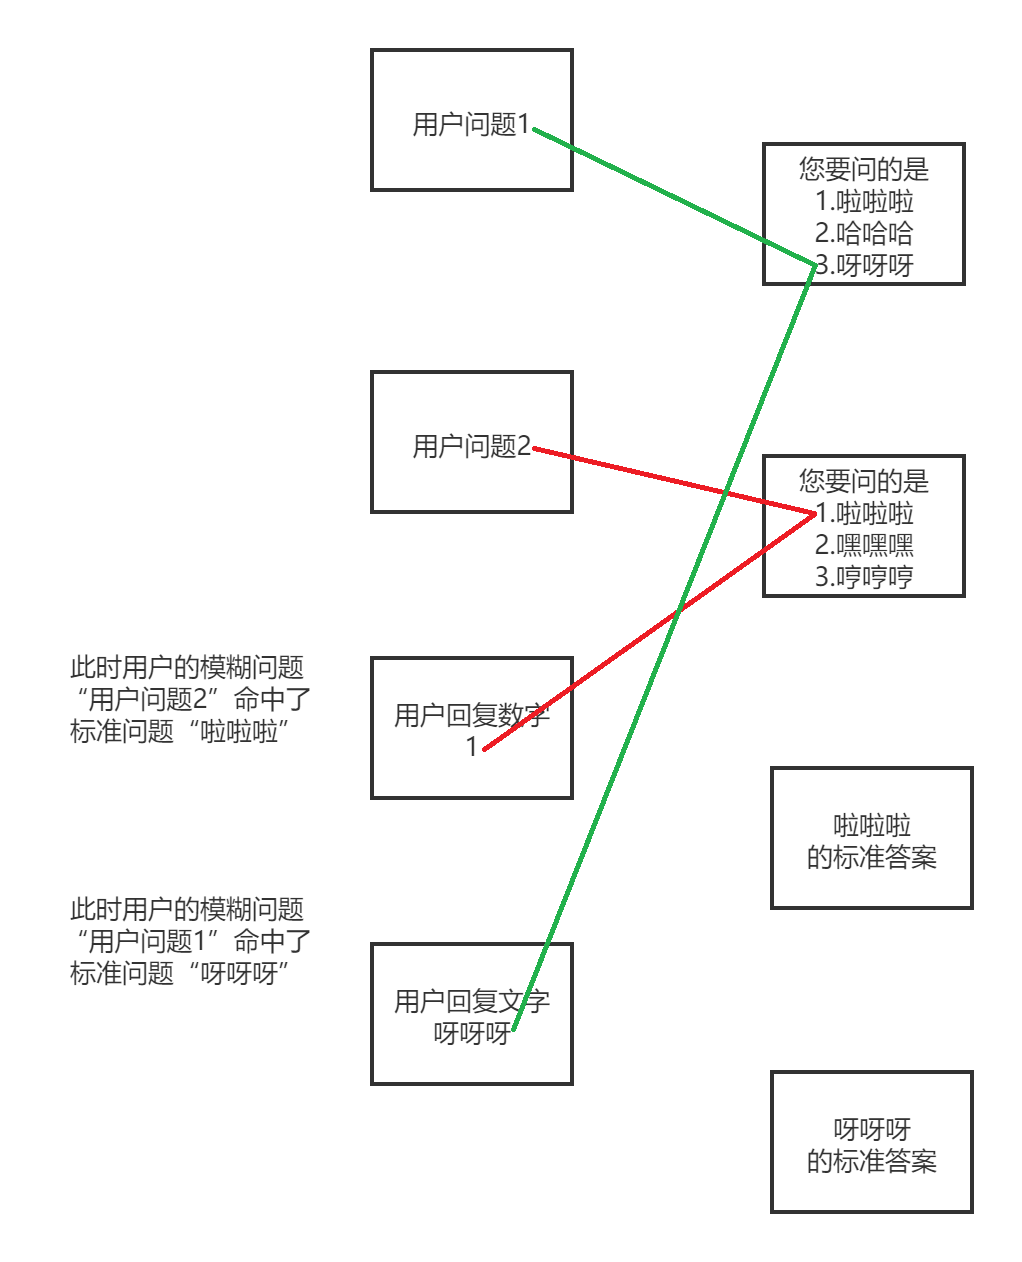 用户问题1
您要问的是
1.啦啦啦
2.哈哈哈
3.呀呀呀
用户问题2
您要问的是
1.啦啦啦
2.嘿嘿嘿
3.哼哼哼
此时用户的模糊问题
“用户问题2”命中了
标准问题“啦啦啦”
用户回复数字
1
啦啦啦
的标准答案
此时用户的模糊问题
“用户问题1”命中了
标准问题“呀呀呀”
用户回复文字
呀呀呀
呀呀呀
的标准答案